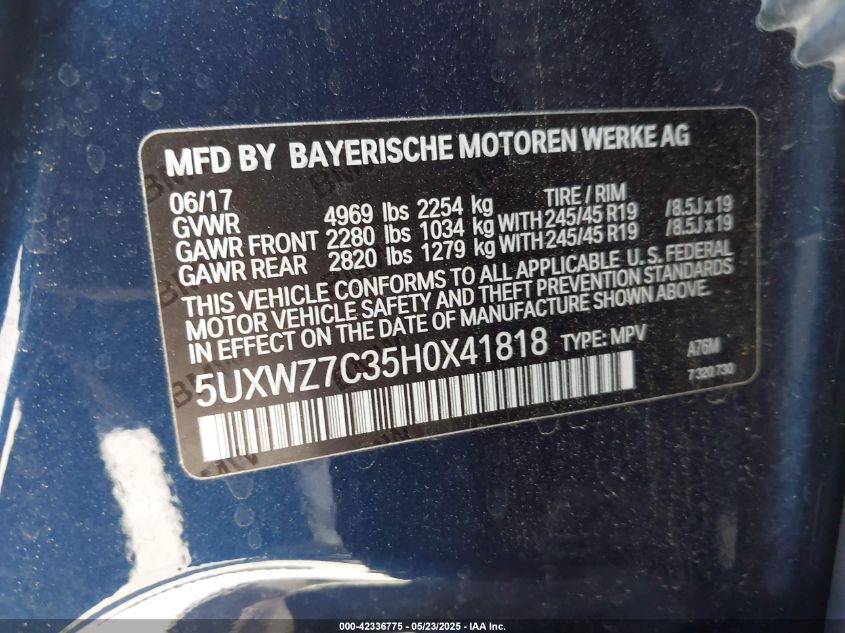 MFD BY BAYERISCHE MOTOREN WERKE AG
06/17 TIRE / RIM
GVWR 4969 lbs 2254 kg
GAWR FRONT 2280 lbs 1034 kg WITH 245/45 R19 /8.5J x 19
GAWR REAR 2820 lbs 1279 kg WITH 245/45 R19 /8.5J x 19
THIS VEHICLE CONFORMS TO ALL APPLICABLE U.S. FEDERAL
MOTOR VEHICLE SAFETY AND THEFT PREVENTION STANDARDS
IN EFFECT ON THE DATE OF MANUFACTURE SHOWN ABOVE.
5UXWZ7C35H0X41818 TYPE: MPV A76M
7 320 730
000-42336775 - 05/23/2025 - IAA Inc.